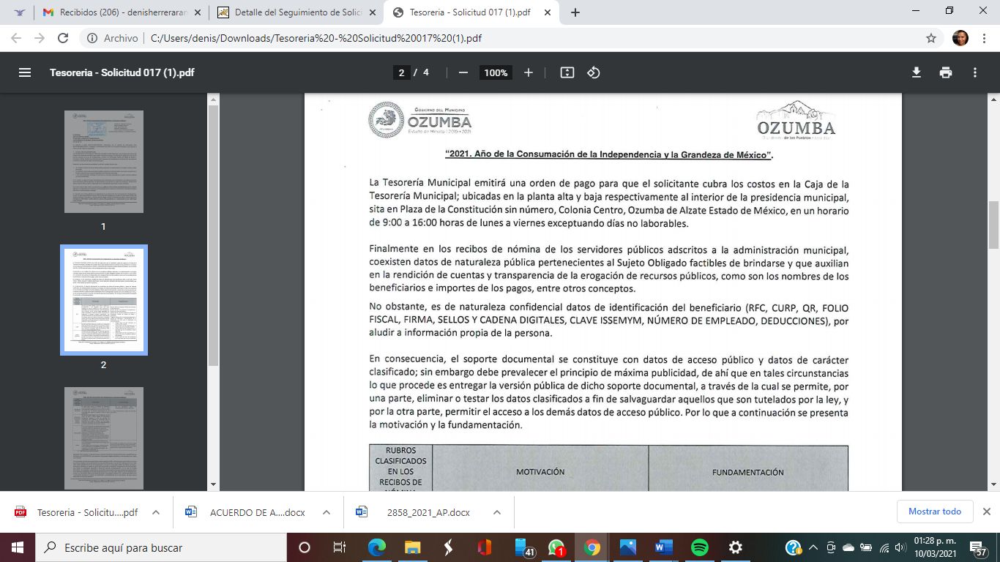 Recibidos (206) - denisherreraran
Detalle del Seguimiento de Solici
Tesoreria - Solicitud 017 (1).pdf
Archivo
C:/Users/denis/Downloads/Tesoreria%20-%20Solicitud%20017%20(1).pdf
Tesoreria - Solicitud 017 (1).pdf
2 / 4
100%
GOBIERNO DEL MUNICIPIO
OZUMBA
Estado de México | 2019 - 2021
OZUMBA
de los Pueblos
“2021. Año de la Consumación de la Independencia y la Grandeza de México”.
La Tesorería Municipal emitirá una orden de pago para que el solicitante cubra los costos en la Caja de la
Tesorería Municipal; ubicadas en la planta alta y baja respectivamente al interior de la presidencia municipal,
sita en Plaza de la Constitución sin número, Colonia Centro, Ozumba de Alzate Estado de México, en un horario
de 9:00 a 16:00 horas de lunes a viernes exceptuando días no laborables.
Finalmente en los recibos de nómina de los servidores públicos adscritos a la administración municipal,
coexisten datos de naturaleza pública pertenecientes al Sujeto Obligado factibles de brindarse y que auxilian
en la rendición de cuentas y transparencia de la erogación de recursos públicos, como son los nombres de los
beneficiarios e importes de los pagos, entre otros conceptos.
No obstante, es de naturaleza confidencial datos de identificación del beneficiario (RFC, CURP, QR, FOLIO
FISCAL, FIRMA, SELLOS Y CADENA DIGITALES, CLAVE ISSEMYM, NÚMERO DE EMPLEADO, DEDUCCIONES), por
aludir a información propia de la persona.
En consecuencia, el soporte documental se constituye con datos de acceso público y datos de carácter
clasificado; sin embargo debe prevalecer el principio de máxima publicidad, de ahí que en tales circunstancias
lo que procede es entregar la versión pública de dicho soporte documental, a través de la cual se permite, por
una parte, eliminar o testar los datos clasificados a fin de salvaguardar aquellos que son tutelados por la ley, y
por la otra parte, permitir el acceso a los demás datos de acceso público. Por lo que a continuación se presenta
la motivación y la fundamentación.
RUBROS
CLASIFICADOS
EN LOS
RECIBOS DE
NÓMINA
MOTIVACIÓN
FUNDAMENTACIÓN
1
2
Tesoreria - Solicitu....pdf
ACUERDO DE A....docx
2858_2021_AP.docx
Mostrar todo
Escribe aquí para buscar
41
1
01:28 p. m.
10/03/2021
57